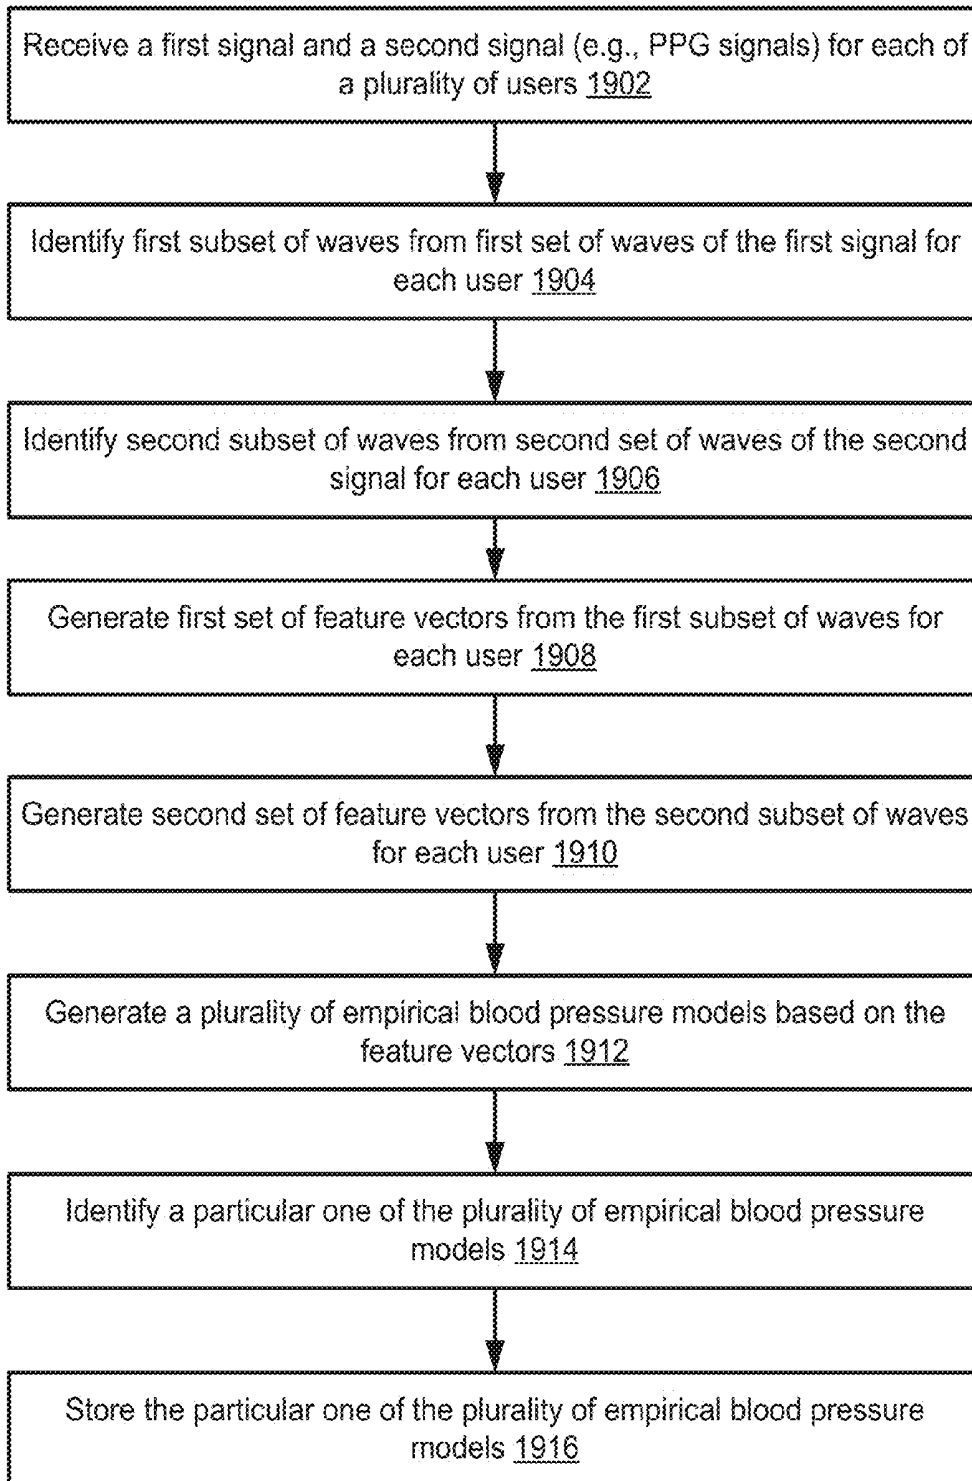 Receive a first signal and a second signal (e.g., PPG signals) for each of
a plurality of users 1902
Identify first subset of waves from first set of waves of the first signal for
each user 1904
Identify second subset of waves from second set of waves of the second
signal for each user 1906
Generate first set of feature vectors from the first subset of waves for
each user 1908
Generate second set of feature vectors from the second subset of waves
for each user 1910
Generate a plurality of empirical blood pressure models based on the
feature vectors 1912
Identify a particular one of the plurality of empirical blood pressure
models 1914
Store the particular one of the plurality of empirical blood pressure
models 1916